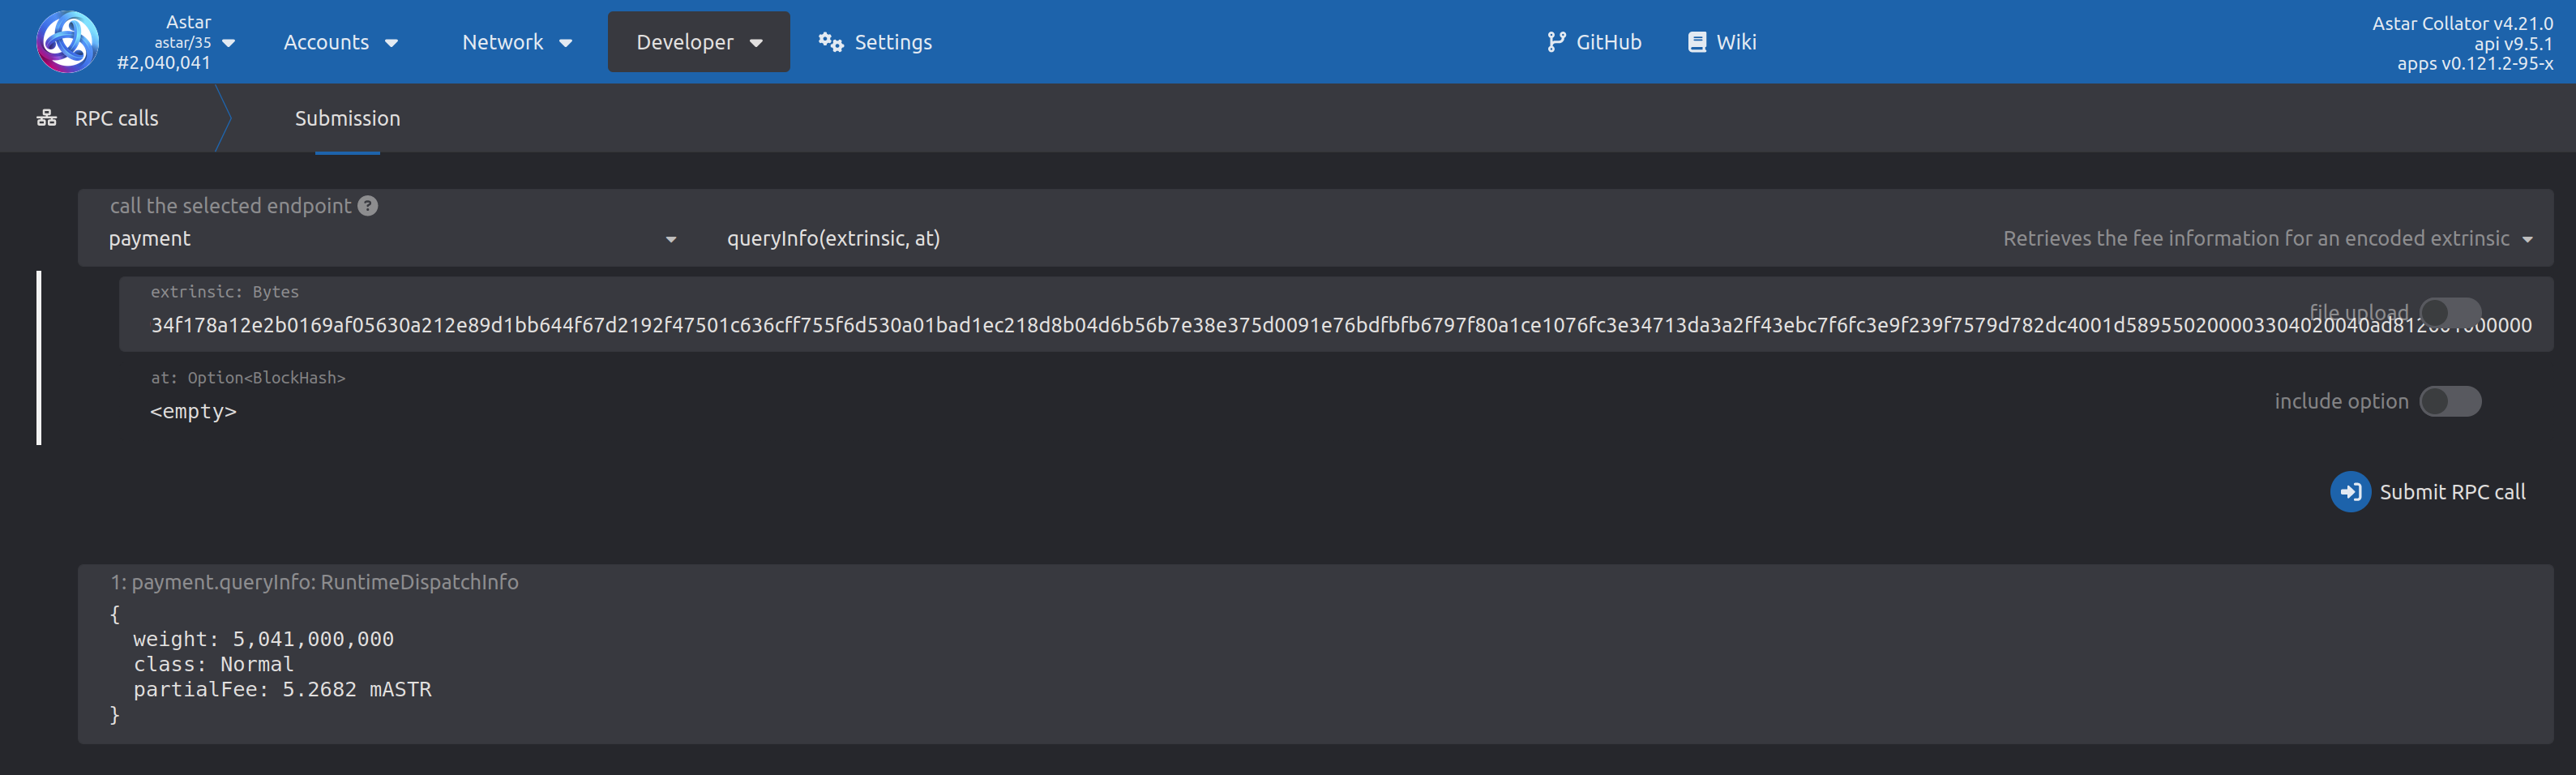 Astar
astar/35
#2,040,041
Accounts
Network
Developer
Settings
GitHub
Wiki
Astar Collator v4.21.0
api v9.5.1
apps v0.121.2-95-x
RPC calls
Submission
call the selected endpoint
payment
queryInfo(extrinsic, at)
Retrieves the fee information for an encoded extrinsic
extrinsic: Bytes
file upload
at: Option<BlockHash>
<empty>
include option
Submit RPC call
1: payment.queryInfo: RuntimeDispatchInfo
{
weight: 5,041,000,000
class: Normal
partialFee: 5.2682 mASTR
}